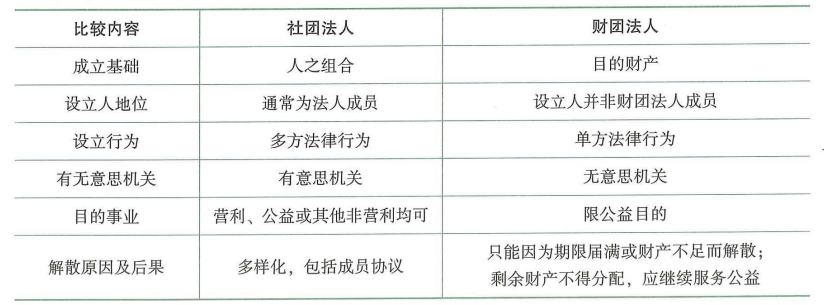 比较内容 社团法人 财团法人
成立基础 人之组合 目的财产
设立人地位 通常为法人成员 设立人并非财团法人成员
设立行为 多方法律行为 单方法律行为
有无意思机关 有意思机关 无意思机关
目的事业 营利、公益或其他非营利均可 限公益目的
解散原因及后果 多样化，包括成员协议 只能因为期限届满或财产不足而解散；
剩余财产不得分配，应继续服务公益